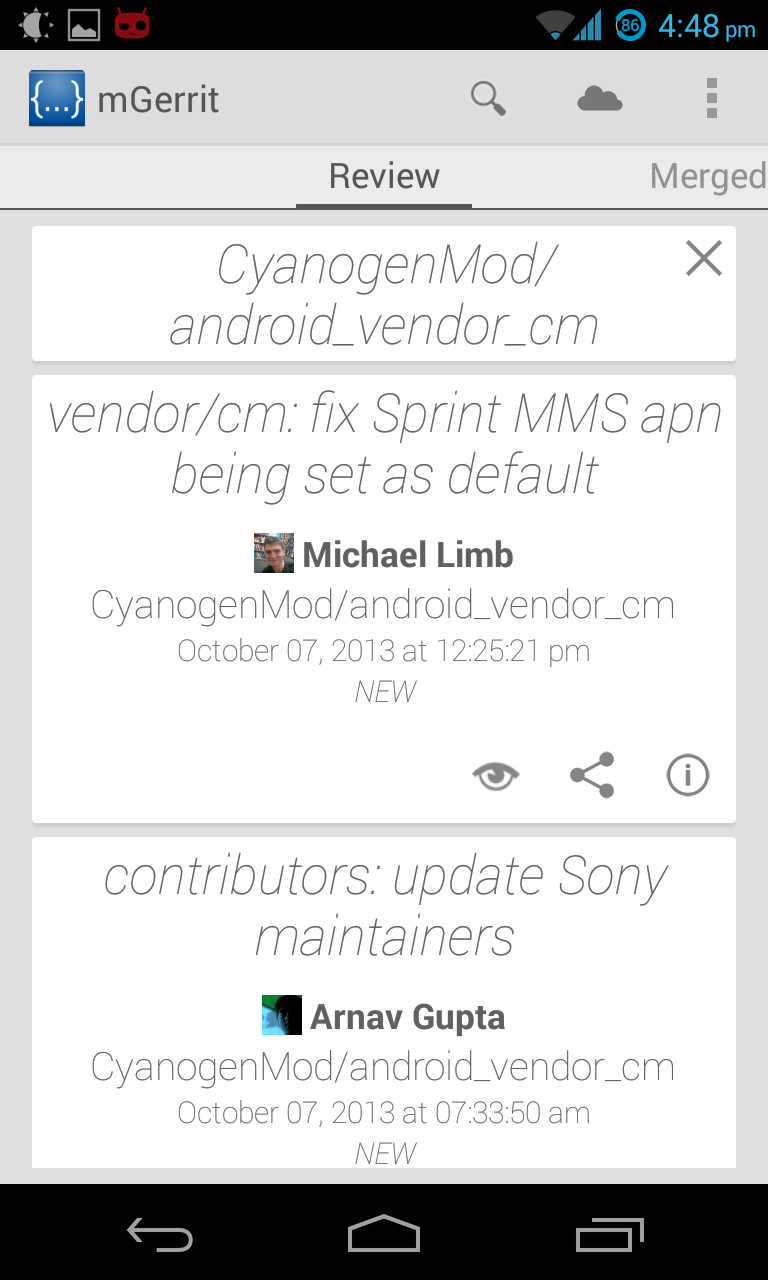 86 4:48 pm
{...} mGerrit
Review Merged
CyanogenMod/
android_vendor_cm
vendor/cm: fix Sprint MMS apn
being set as default
Michael Limb
CyanogenMod/android_vendor_cm
October 07, 2013 at 12:25:21 pm
NEW
contributors: update Sony
maintainers
Arnav Gupta
CyanogenMod/android_vendor_cm
October 07, 2013 at 07:33:50 am
NEW